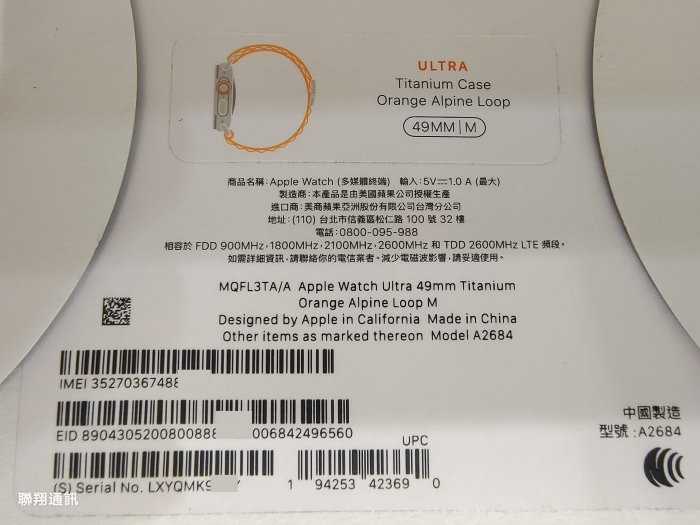 ULTRA
Titanium Case
Orange Alpine Loop
49MM | M
商品名稱:Apple Watch (多媒體終端) 輸入:5V⎓1.0 A (最大)
製造商:本產品是由美國蘋果公司授權生產
進口商:美商蘋果亞洲股份有限公司台灣分公司
地址:(110) 台北市信義區松仁路 100 號 32 樓
電話:0800-095-988
相容於 FDD 900MHz,1800MHz,2100MHz,2600MHz 和 TDD 2600MHz LTE 頻段。
如需詳細資訊,請聯絡你的電信業者。減少電磁波影響,請妥適使用。
MQFL3TA/A Apple Watch Ultra 49mm Titanium
Orange Alpine Loop M
Designed by Apple in California Made in China
Other items as marked thereon Model A2684
IMEI 35270367488
EID 8904305200800888 006842496560
(S) Serial No. LXYQMK9
UPC
1 94253 42369 0
中國製造
型號:A2684
聯翔通訊